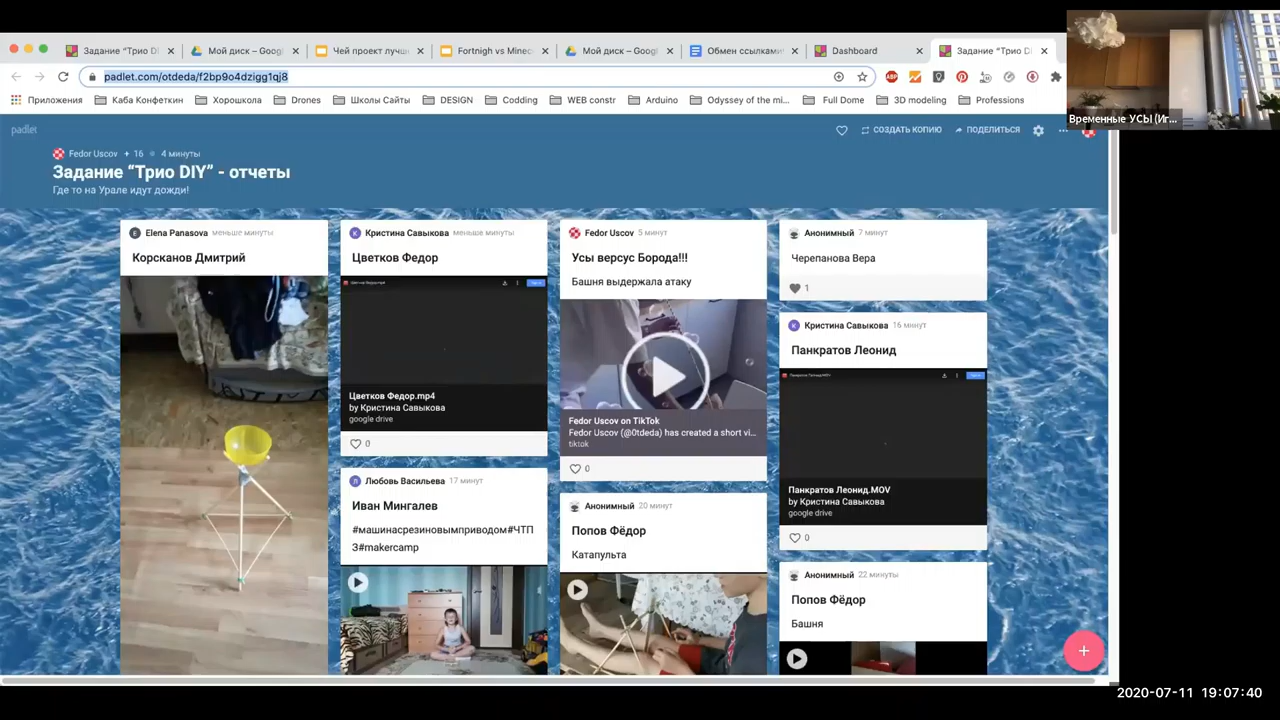 Задание “Трио DI
Мой диск – Goog
Чей проект лучш
Fortnigh vs Minec
Мой диск – Goog
Обмен ссылками
Dashboard
Задание “Трио D
padlet.com/otdeda/f2bp9o4dzigg1qj8
ABP
Приложения
Каба Конфеткин
Хорошкола
Drones
Школы Сайты
DESIGN
Codding
WEB constr
Arduino
Odyssey of the mi...
Full Dome
3D modeling
Professions
Временные УСЫ (Иг...
padlet
СОЗДАТЬ КОПИЮ
ПОДЕЛИТЬСЯ
Fedor Uscov + 16 4 минуты
Задание “Трио DIY” - отчеты
Где то на Урале идут дожди!
Elena Panasova меньше минуты
Корсканов Дмитрий
Кристина Савыкова меньше минуты
Цветков Федор
Цветков Федор.mp4
by Кристина Савыкова
google drive
0
Любовь Васильева 17 минут
Иван Мингалев
#машинасрезиновымприводом#ЧТП
З#makercamp
Fedor Uscov 5 минут
Усы версус Борода!!!
Башня выдержала атаку
Fedor Uscov on TikTok
Fedor Uscov (@0tdeda) has created a short vi...
tiktok
0
Анонимный 20 минут
Попов Фёдор
Катапульта
Анонимный 7 минут
Черепанова Вера
1
Кристина Савыкова 16 минут
Панкратов Леонид
Панкратов Леонид.MOV
by Кристина Савыкова
google drive
0
Анонимный 22 минуты
Попов Фёдор
Башня
2020-07-11 19:07:40